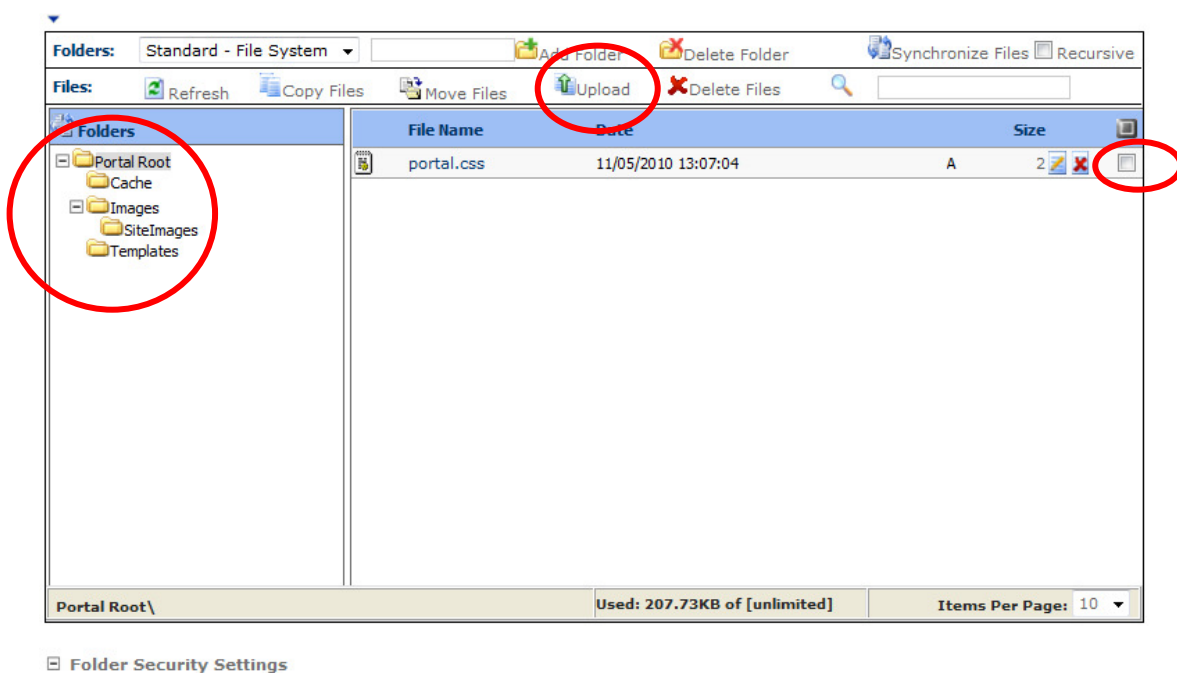 Folders: Standard - File System Add Folder Delete Folder Synchronize Files Recursive
Files: Refresh Copy Files Move Files Upload Delete Files
Folders File Name Date Size
Portal Root portal.css 11/05/2010 13:07:04 A 2
Cache
Images
SiteImages
Templates
Portal Root\ Used: 207.73KB of [unlimited] Items Per Page: 10
Folder Security Settings